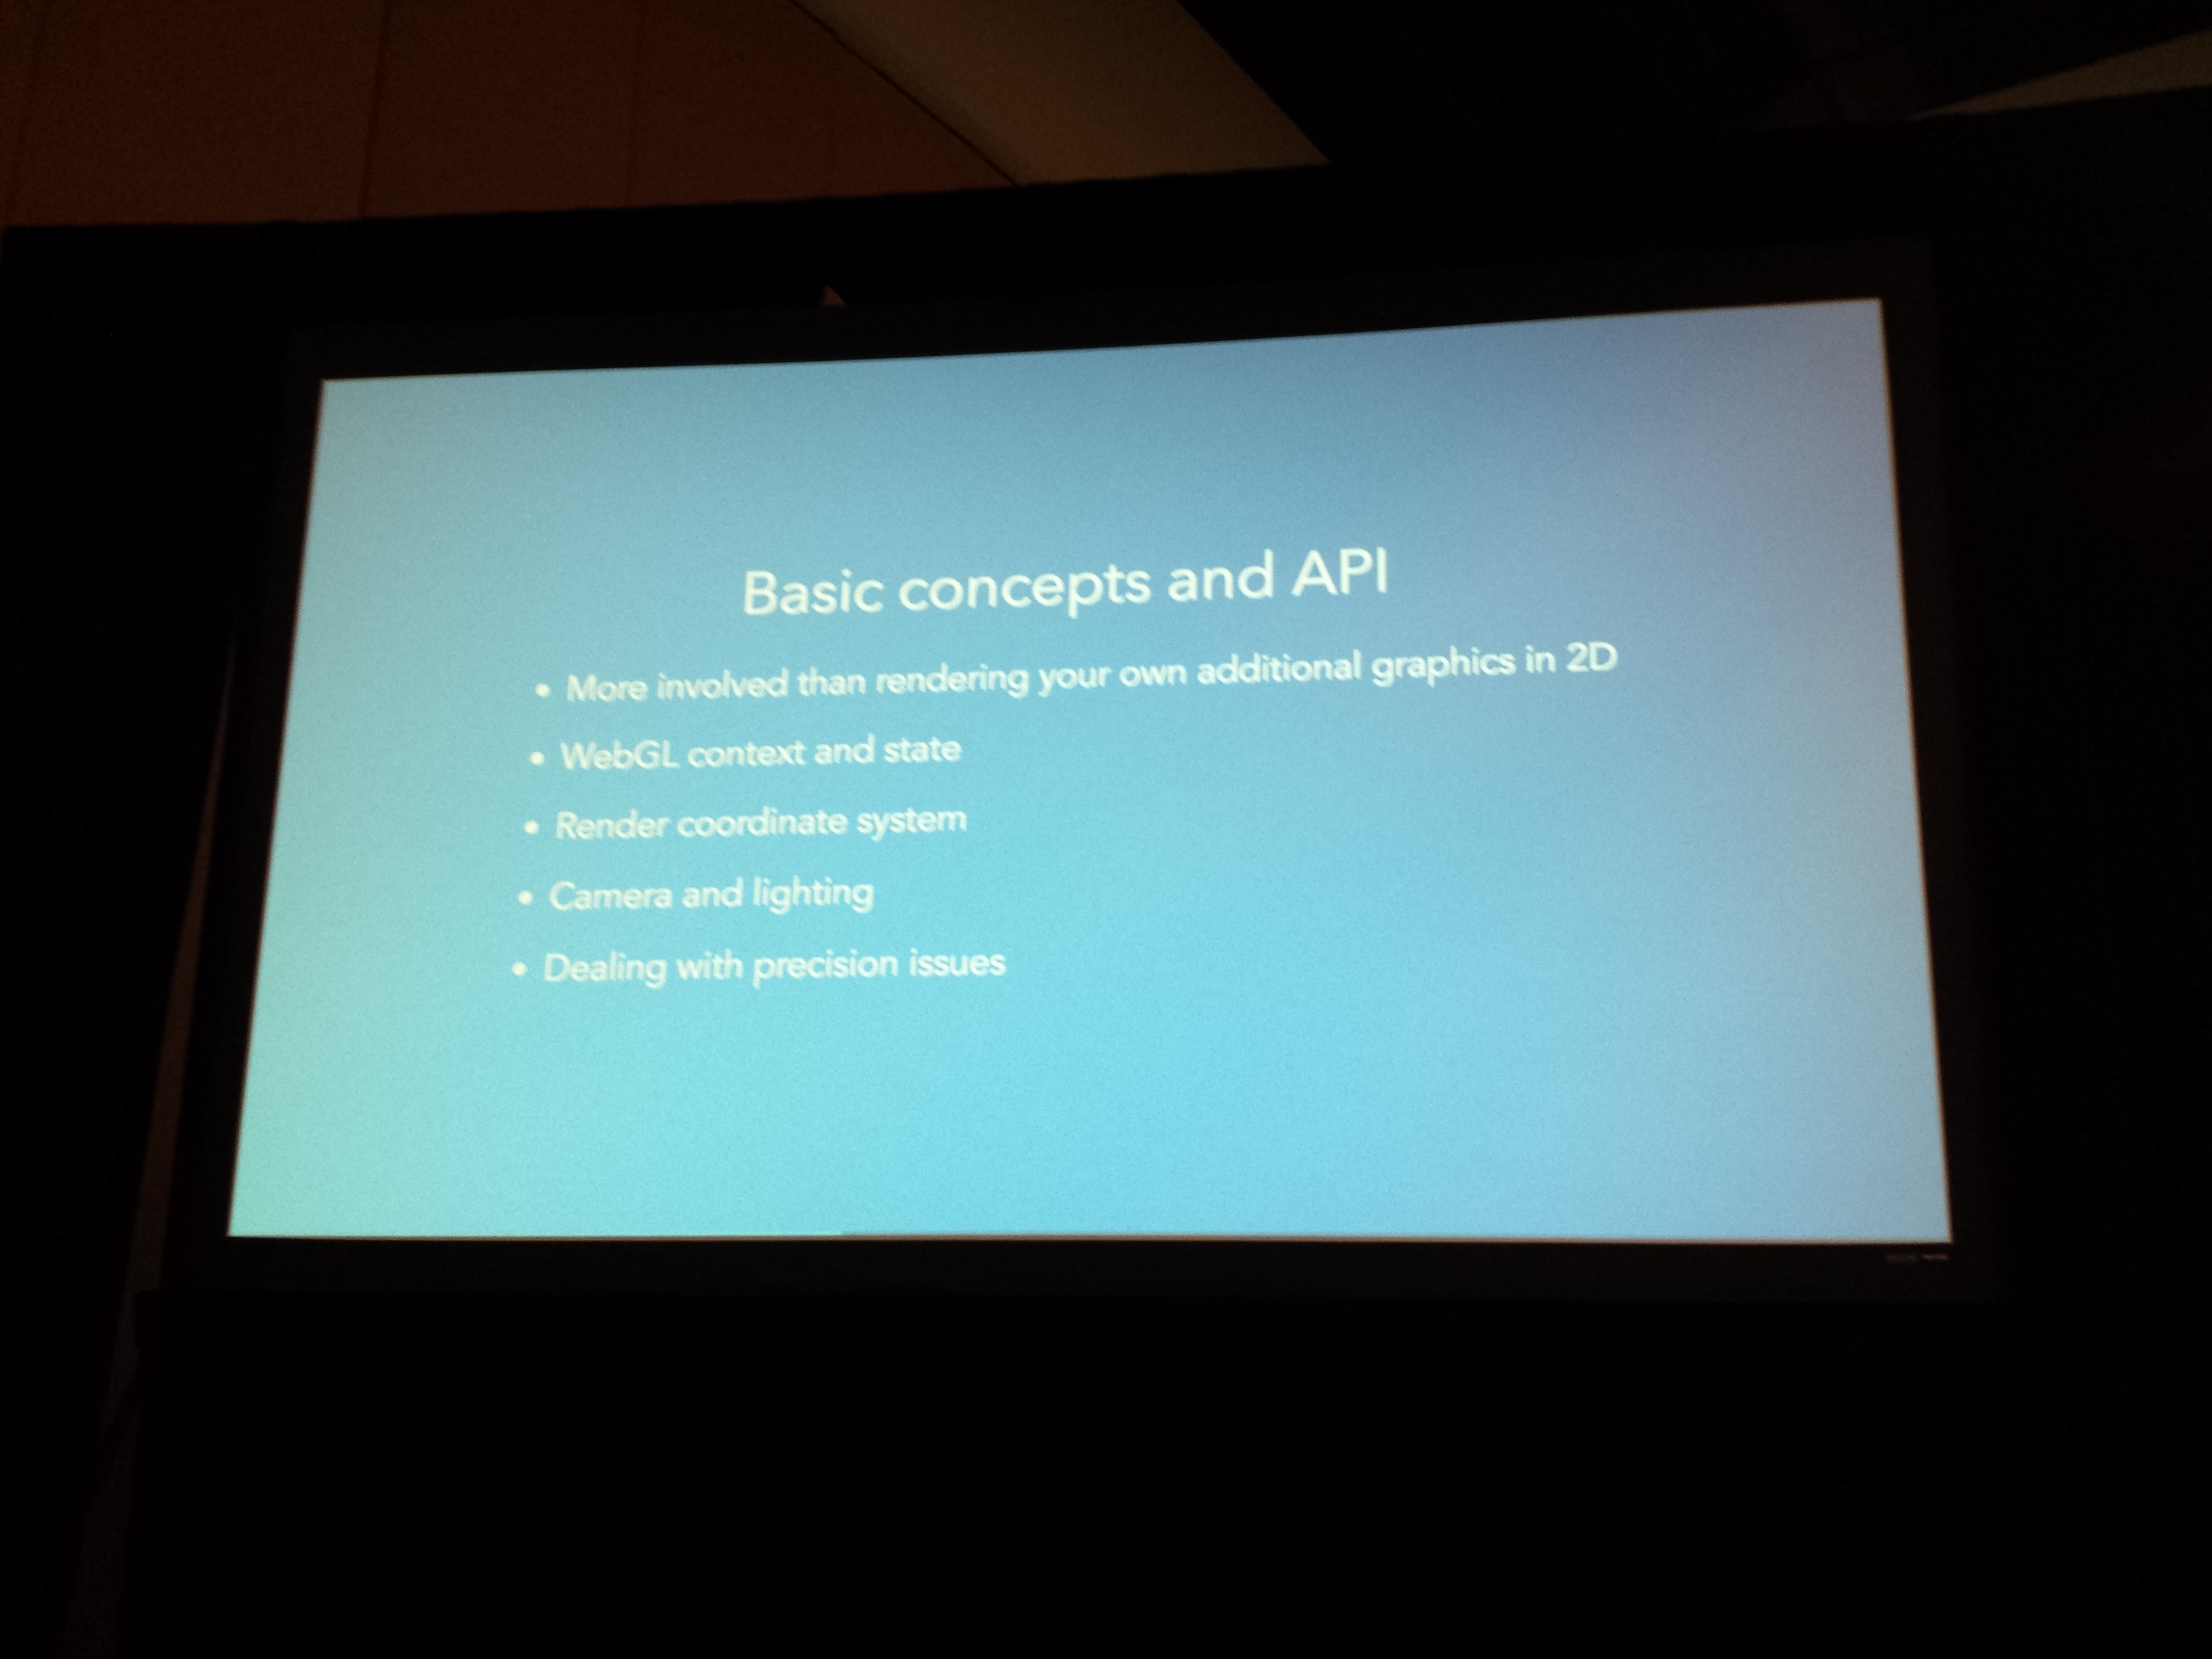 Basic concepts and API
• More involved than rendering your own additional graphics in 2D
• WebGL context and state
• Render coordinate system
• Camera and lighting
• Dealing with precision issues